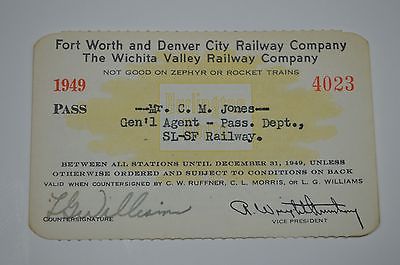 Fort Worth and Denver City Railway Company
The Wichita Valley Railway Company
NOT GOOD ON ZEPHYR OR ROCKET TRAINS
1949 4023
PASS --Mr. C. M. Jones--
Gen'l Agent - Pass. Dept.,
SL-SF Railway.
BETWEEN ALL STATIONS UNTIL DECEMBER 31, 1949, UNLESS
OTHERWISE ORDERED AND SUBJECT TO CONDITIONS ON BACK
VALID WHEN COUNTERSIGNED BY C. W. RUFFNER, C. L. MORRIS, OR L. G. WILLIAMS
L G Williams
COUNTERSIGNATURE VICE PRESIDENT